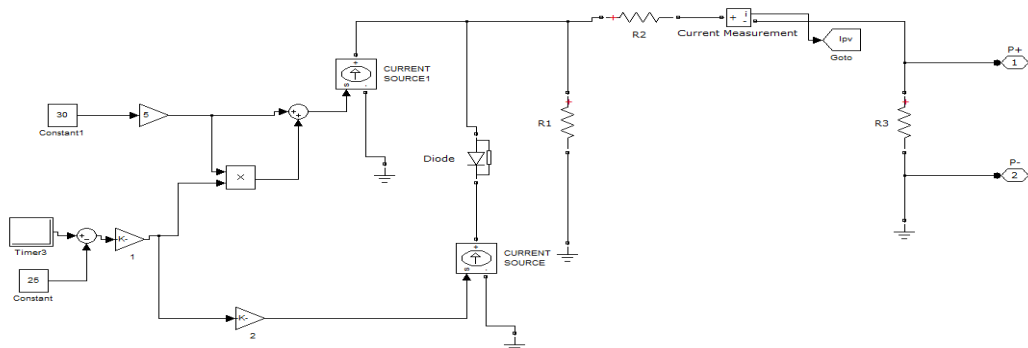 P+
1
R2
Current Measurement
+
i
-
Ipv
Goto
+
s
-
CURRENT
SOURCE1
30
Constant1
5
+
+
R1
R3
Diode
×
P-
2
Timer3
+
-
K-
1
25
Constant
+
s
-
CURRENT
SOURCE
K-
2